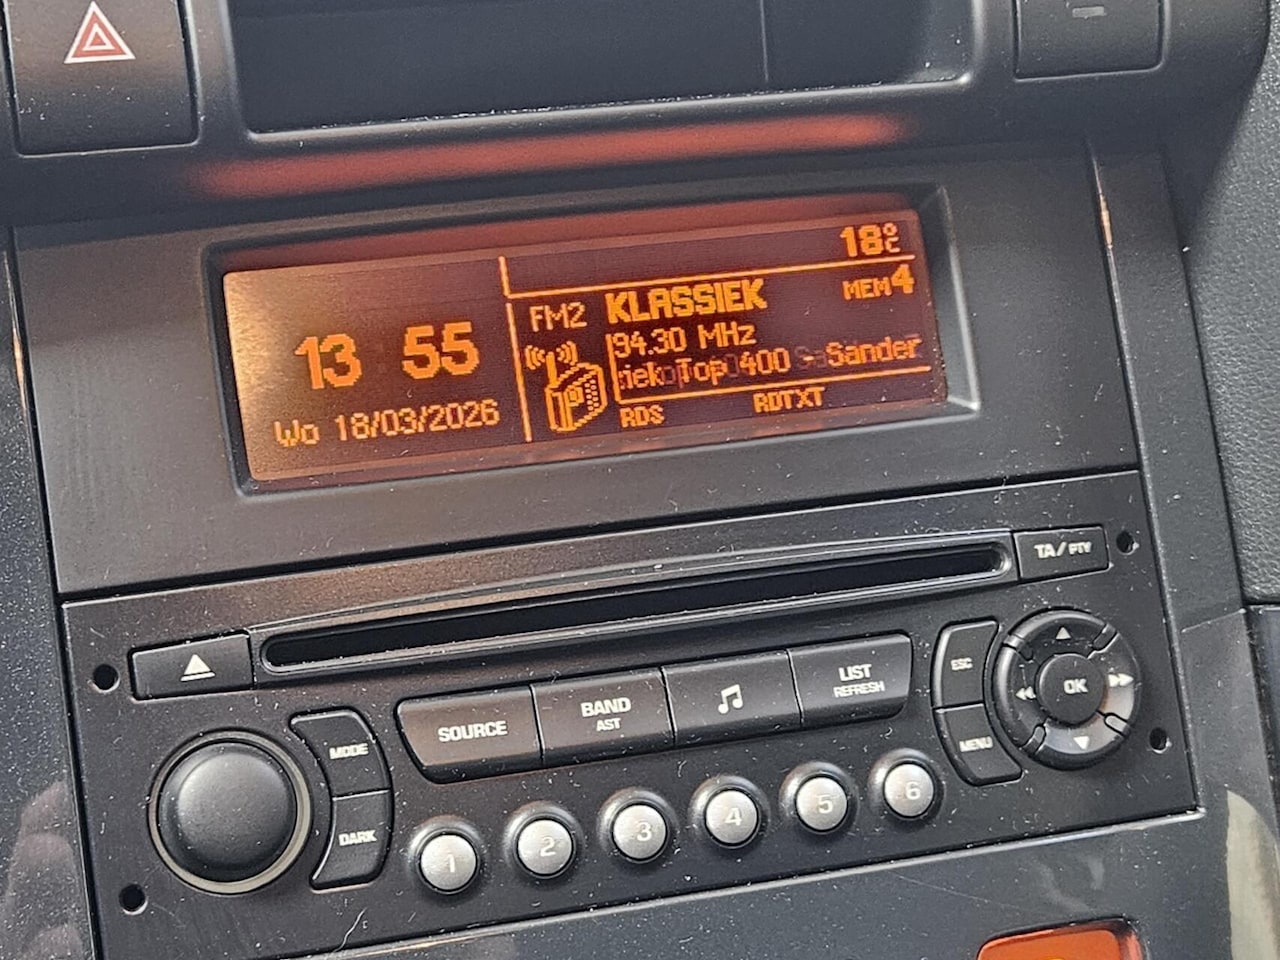 18°C
13 55
Wo 18/03/2026
FM2 KLASSIEK MEM4
94.30 MHz
iek Top 400 - Sander
RDS RDTXT
TA/PTY
SOURCE
BAND
AST
LIST
REFRESH
ESC
OK
MENU
MODE
DARK
1 2 3 4 5 6